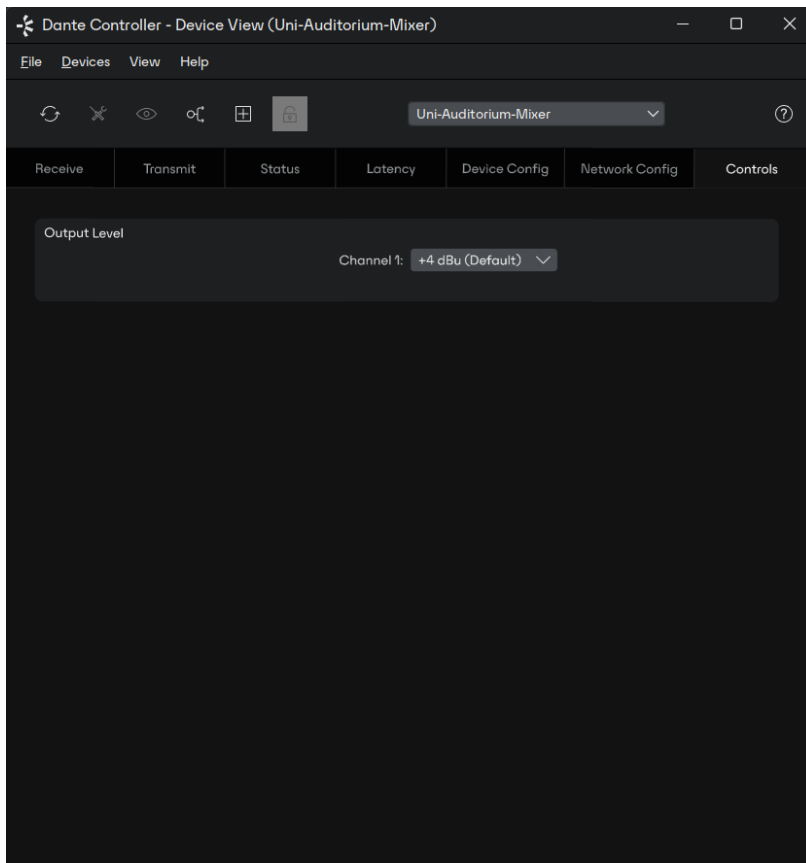 Dante Controller - Device View (Uni-Auditorium-Mixer)
File Devices View Help
Uni-Auditorium-Mixer
Receive Transmit Status Latency Device Config Network Config Controls
Output Level
Channel 1: +4 dBu (Default)